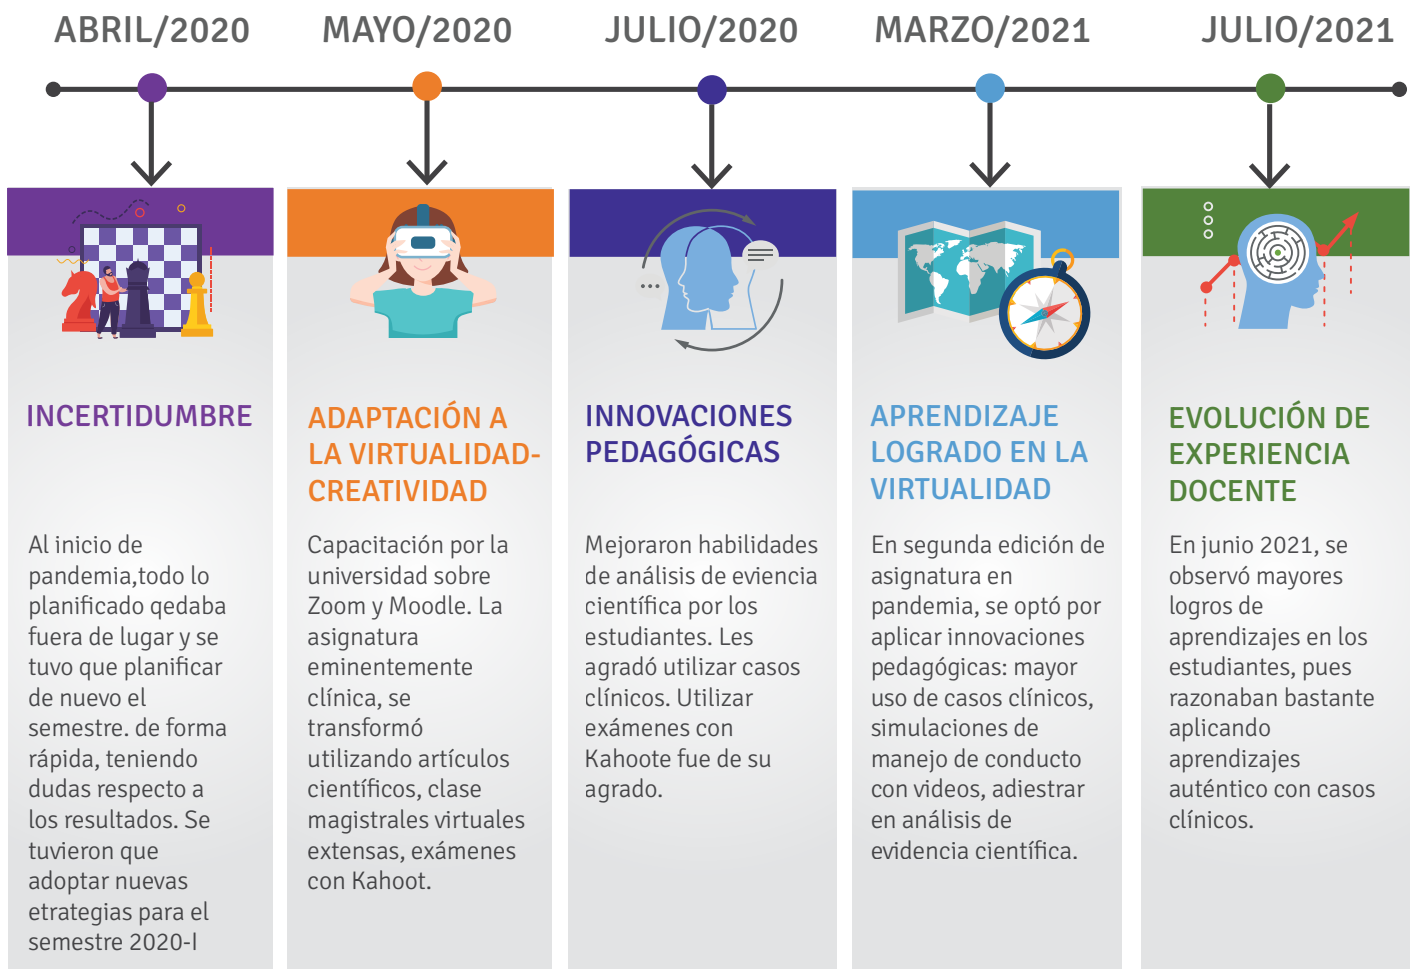 ABRIL/2020
MAYO/2020
JULIO/2020
MARZO/2021
JULIO/2021
INCERTIDUMBRE
Al inicio de
pandemia,todo lo
planificado qedaba
fuera de lugar y se
tuvo que planificar
de nuevo el
semestre. de forma
rápida, teniendo
dudas respecto a
los resultados. Se
tuvieron que
adoptar nuevas
etrategias para el
semestre 2020-I
ADAPTACIÓN A
LA VIRTUALIDAD-
CREATIVIDAD
Capacitación por la
universidad sobre
Zoom y Moodle. La
asignatura
eminentemente
clínica, se
transformó
utilizando artículos
científicos, clase
magistrales virtuales
extensas, exámenes
con Kahoot.
INNOVACIONES
PEDAGÓGICAS
Mejoraron habilidades
de análisis de eviencia
científica por los
estudiantes. Les
agradó utilizar casos
clínicos. Utilizar
exámenes con
Kahoote fue de su
agrado.
APRENDIZAJE
LOGRADO EN LA
VIRTUALIDAD
En segunda edición de
asignatura en
pandemia, se optó por
aplicar innovaciones
pedagógicas: mayor
uso de casos clínicos,
simulaciones de
manejo de conducto
con videos, adiestrar
en análisis de
evidencia científica.
EVOLUCIÓN DE
EXPERIENCIA
DOCENTE
En junio 2021, se
observó mayores
logros de
aprendizajes en los
estudiantes, pues
razonaban bastante
aplicando
aprendizajes
auténtico con casos
clínicos.